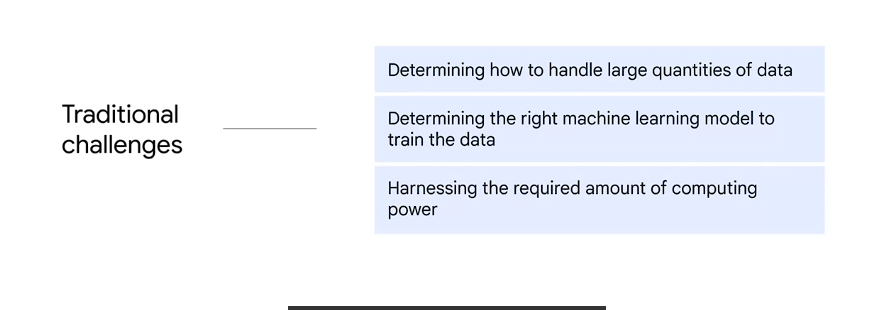 Traditional
challenges
Determining how to handle large quantities of data
Determining the right machine learning model to
train the data
Harnessing the required amount of computing
power